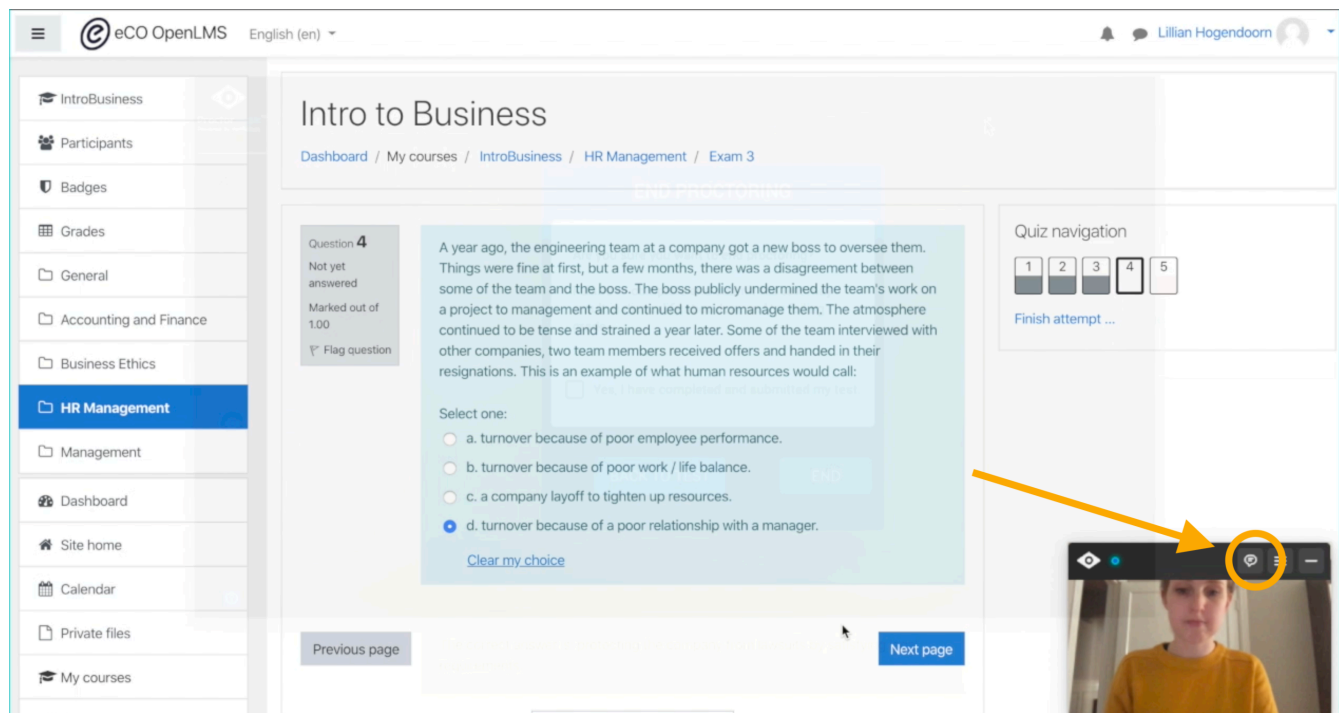 eCO OpenLMS English (en)
Lillian Hogendoorn
IntroBusiness
Participants
Badges
Grades
General
Accounting and Finance
Business Ethics
HR Management
Management
Dashboard
Site home
Calendar
Private files
My courses
Intro to Business
Dashboard / My courses / IntroBusiness / HR Management / Exam 3
Question 4
Not yet
answered
Marked out of
1.00
Flag question
A year ago, the engineering team at a company got a new boss to oversee them.
Things were fine at first, but a few months, there was a disagreement between
some of the team and the boss. The boss publicly undermined the team's work on
a project to management and continued to micromanage them. The atmosphere
continued to be tense and strained a year later. Some of the team interviewed with
other companies, two team members received offers and handed in their
resignations. This is an example of what human resources would call:
Select one:
a. turnover because of poor employee performance.
b. turnover because of poor work / life balance.
c. a company layoff to tighten up resources.
d. turnover because of a poor relationship with a manager.
Clear my choice
END PROCTORING
Yes, I have completed and submitted my test
END
Previous page
Next page
Quiz navigation
1 2 3 4 5
Finish attempt ...